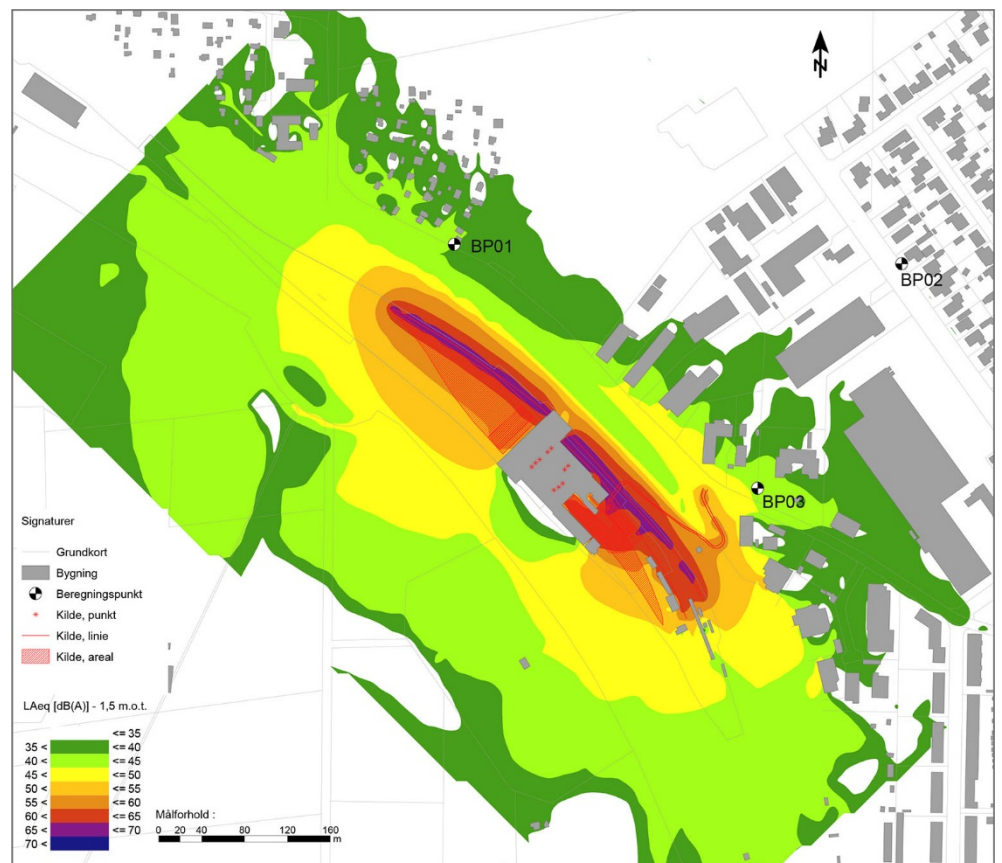 N
BP01
BP02
BP03
Signaturer
Grundkort
Bygning
Beregningspunkt
Kilde, punkt
Kilde, linie
Kilde, areal
LAeq [dB(A)] - 1,5 m.o.t.
<= 35
35 < <= 40
40 < <= 45
45 < <= 50
50 < <= 55
55 < <= 60
60 < <= 65
65 < <= 70
70 <
Målforhold :
0 20 40 80 120 160
m